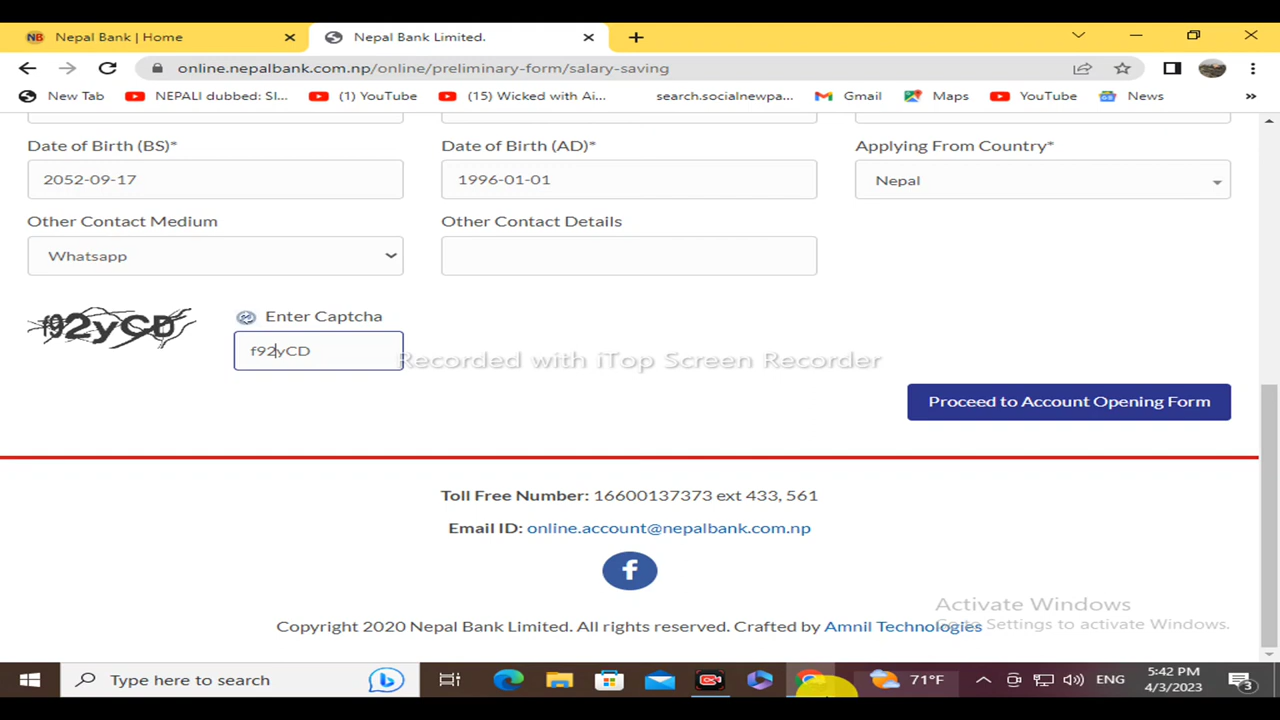 Nepal Bank | Home
Nepal Bank Limited.
online.nepalbank.com.np/online/preliminary-form/salary-saving
New Tab
NEPALI dubbed: Sl...
(1) YouTube
(15) Wicked with Ai...
search.socialnewpa...
Gmail
Maps
YouTube
News
Date of Birth (BS)*
Date of Birth (AD)*
Applying From Country*
2052-09-17
1996-01-01
Nepal
Other Contact Medium
Other Contact Details
Whatsapp
f92yCD
Enter Captcha
f92yCD
Recorded with iTop Screen Recorder
Proceed to Account Opening Form
Toll Free Number: 16600137373 ext 433, 561
Email ID: online.account@nepalbank.com.np
Activate Windows
Copyright 2020 Nepal Bank Limited. All rights reserved. Crafted by Amnil Technologies
Go to Settings to activate Windows.
Type here to search
71°F
ENG
5:42 PM
4/3/2023
3